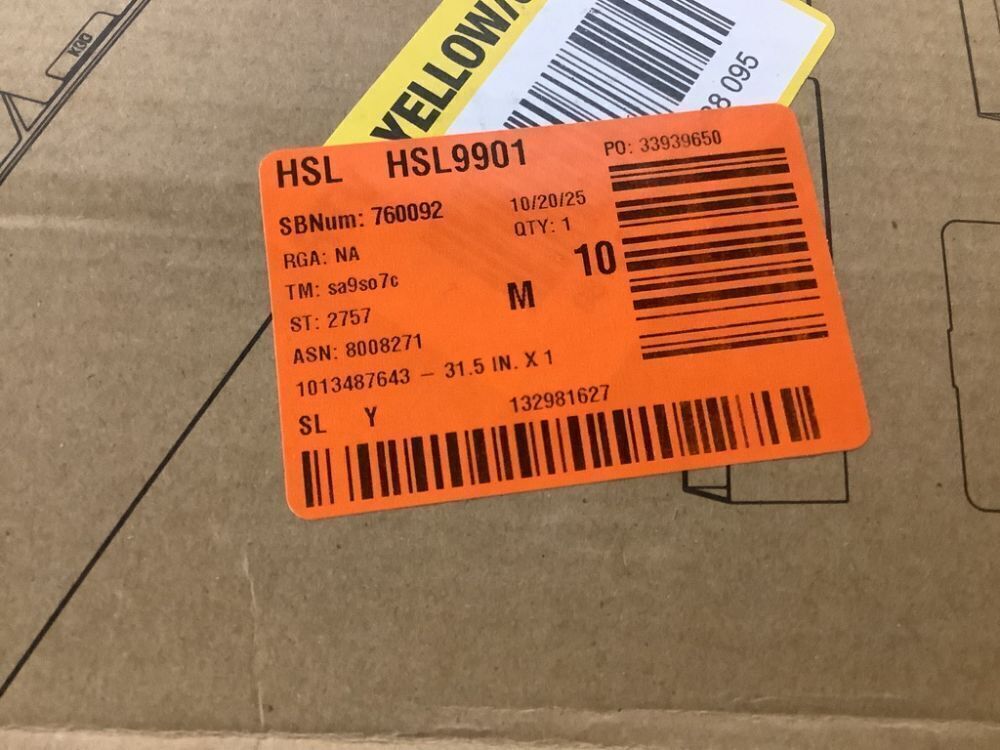 K30
YELLOW/
8 095
HSL HSL9901
PO: 33939650
SBNum: 760092
10/20/25
RGA: NA
QTY: 1
TM: sa9so7c
M
10
ST: 2757
ASN: 8008271
1013487643 – 31.5 IN. X 1
SL Y
132981627